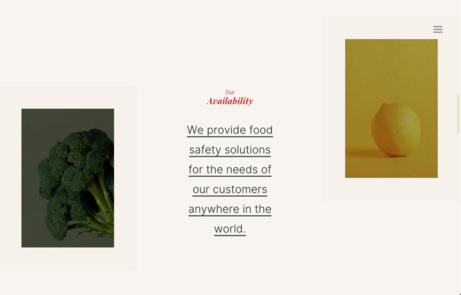 Our
Availability
We provide food
safety solutions
for the needs of
our customers
anywhere in the
world.